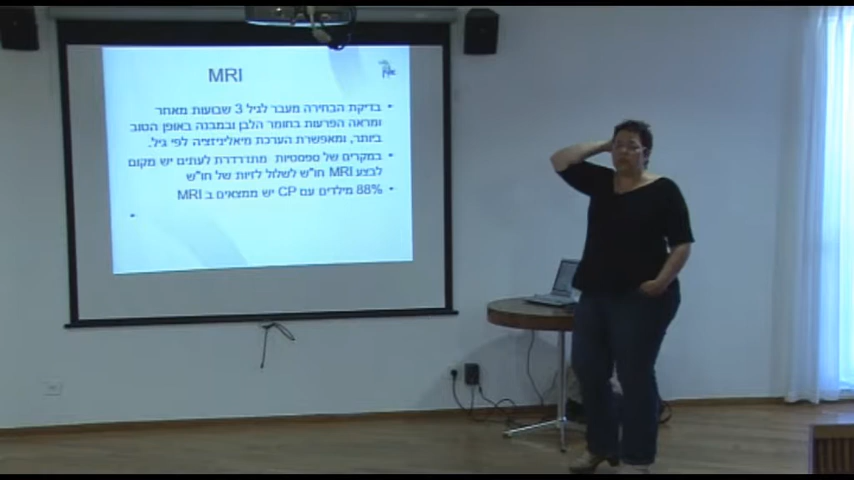 MRI
בדיקת הבחירה מעבר לגיל 3 שבועות מאחר
ומראה הפרעות בחומר הלבן ובמבנה באופן הטוב
ביותר, ומאפשרת הערכת מיאליניזציה לפי גיל.
במקרים של ספסטיות מתדרדרת לעתים יש מקום
לבצע MRI חו"ש לשלול לזיות של חו"ש
88% מילדים עם CP יש ממצאים ב MRI: